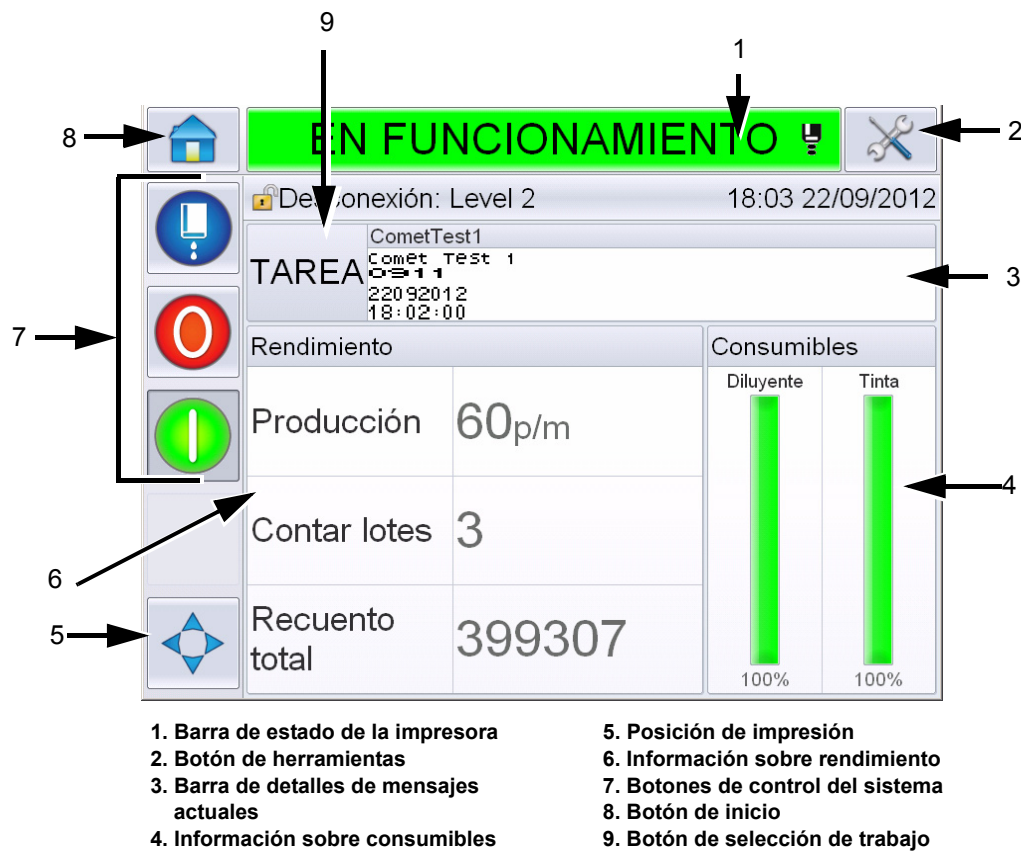 9
1
8
EN FUNCIONAMIENTO
2
Desconexión: Level 2 18:03 22/09/2012
CometTest1
TAREA
Comet Test 1
0911
22092012
18:02:00
3
7
Rendimiento
Consumibles
Diluyente Tinta
Producción 60p/m
4
Contar lotes 3
6
5
Recuento
total
399307
100% 100%
1. Barra de estado de la impresora
2. Botón de herramientas
3. Barra de detalles de mensajes
actuales
4. Información sobre consumibles
5. Posición de impresión
6. Información sobre rendimiento
7. Botones de control del sistema
8. Botón de inicio
9. Botón de selección de trabajo